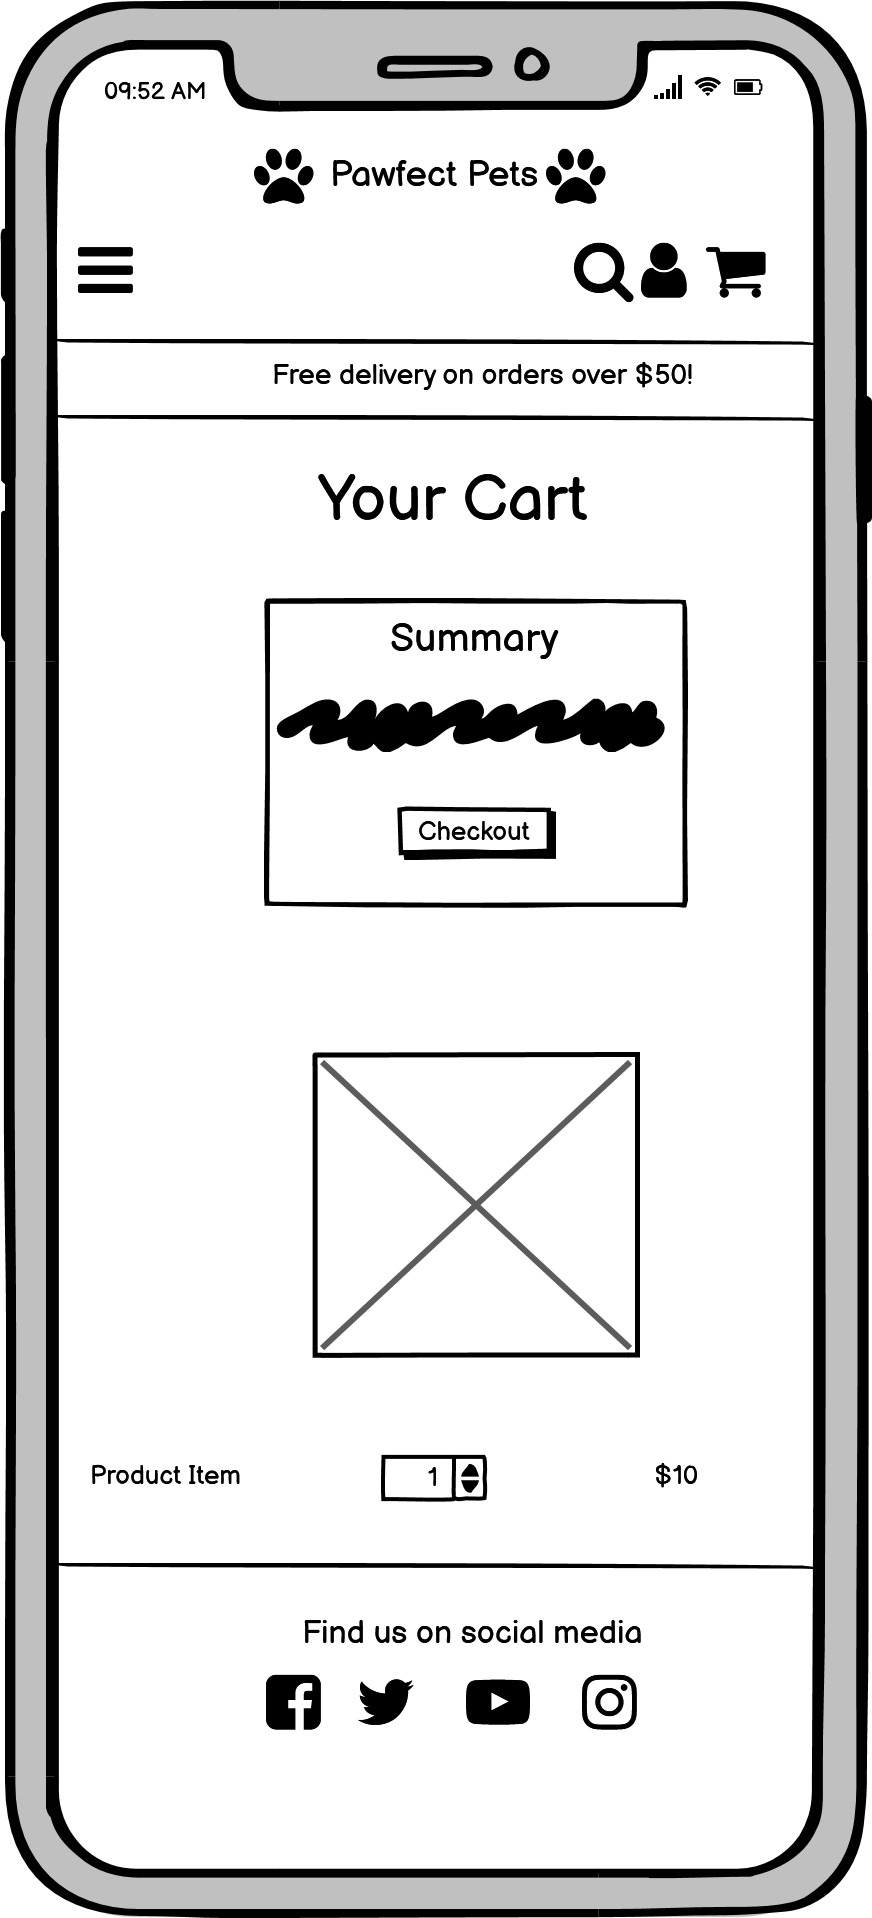 09:52 AM
Pawfect Pets
Free delivery on orders over $50!
Your Cart
Summary
Checkout
Product Item 1 $10
Find us on social media